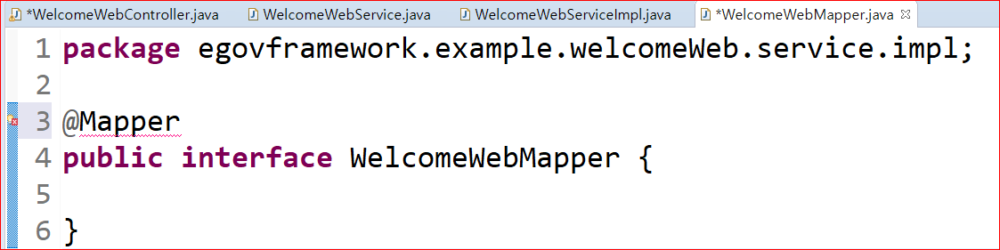 *WelcomeWebController.java WelcomeWebService.java WelcomeWebServiceImpl.java *WelcomeWebMapper.java
1 package egovframework.example.welcomeWeb.service.impl;
2
3 @Mapper
4 public interface WelcomeWebMapper {
5
6 }